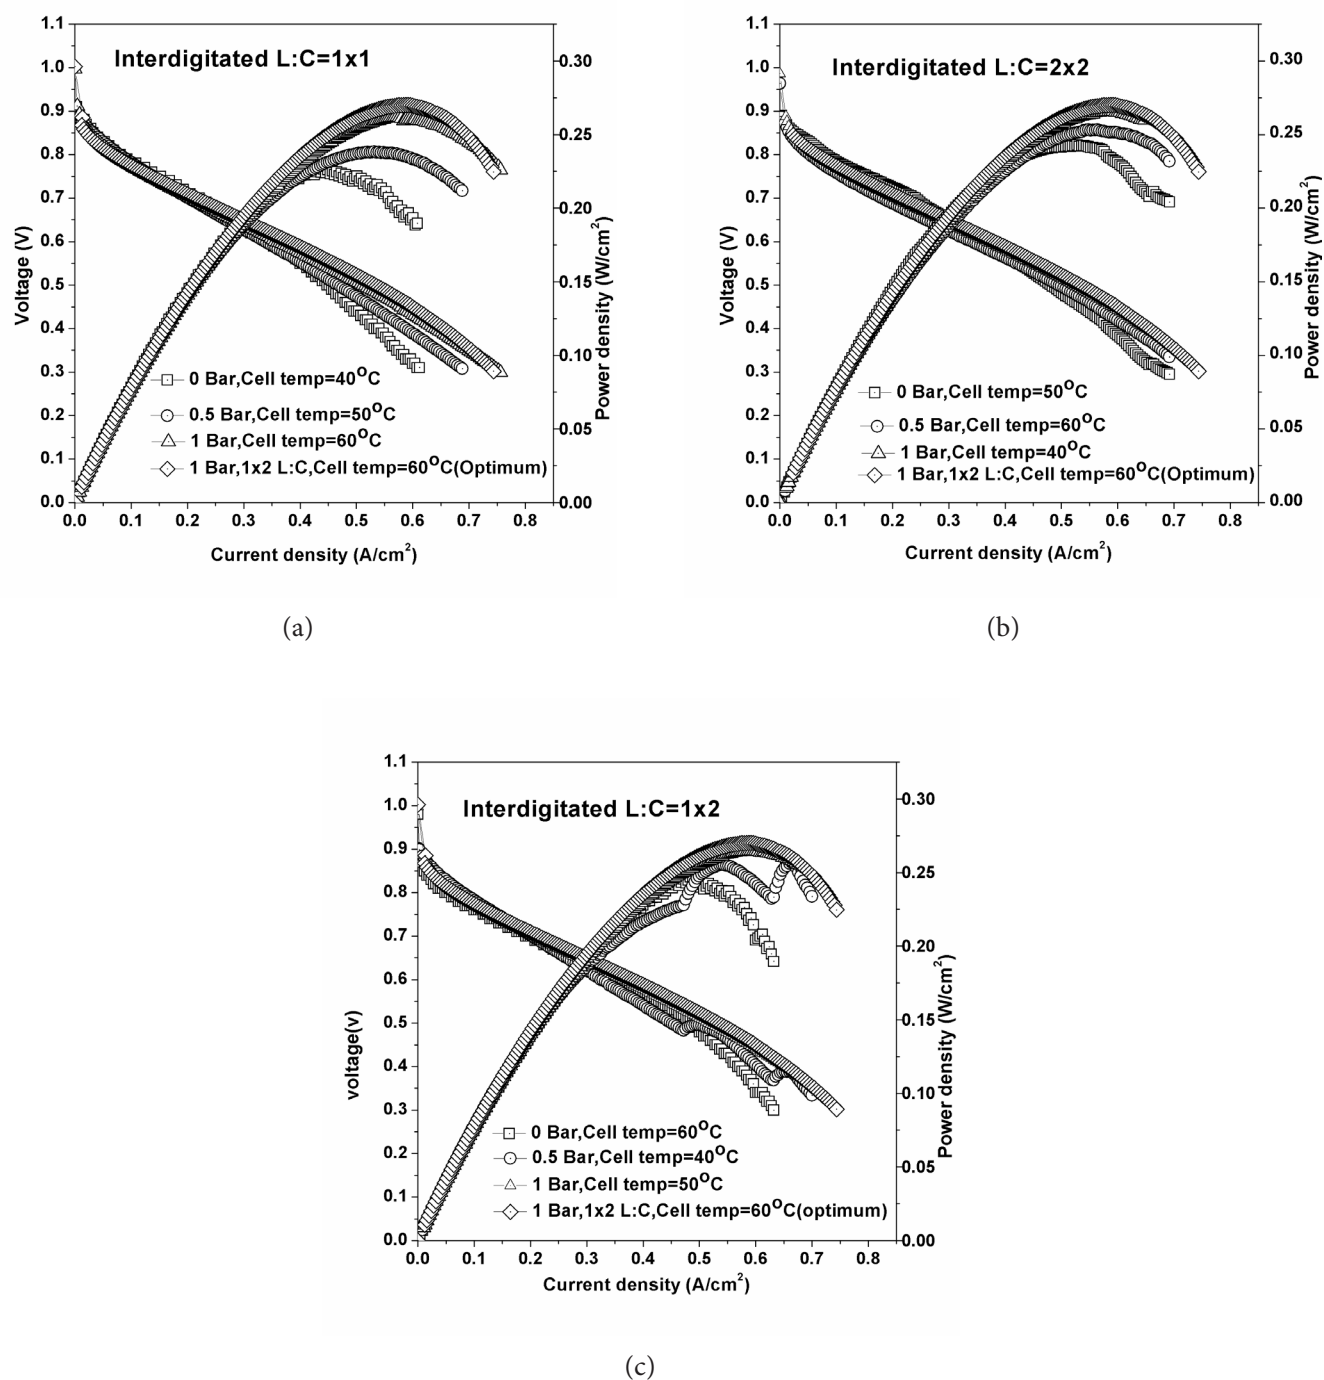 Interdigitated L:C=1x1
1.1
1.0
0.9
0.8
0.7
0.6
0.5
0.4
0.3
0.2
0.1
0.0
Voltage (V)
0.30
0.25
0.20
0.15
0.10
0.05
0.00
Power density (W/cm²)
0 Bar,Cell temp=40°C
0.5 Bar,Cell temp=50°C
1 Bar,Cell temp=60°C
1 Bar,1x2 L:C,Cell temp=60°C(Optimum)
0.0 0.1 0.2 0.3 0.4 0.5 0.6 0.7 0.8
Current density (A/cm²)
(a)
Interdigitated L:C=2x2
1.1
1.0
0.9
0.8
0.7
0.6
0.5
0.4
0.3
0.2
0.1
0.0
Voltage (V)
0.30
0.25
0.20
0.15
0.10
0.05
0.00
Power density (W/cm²)
0 Bar,Cell temp=50°C
0.5 Bar,Cell temp=60°C
1 Bar,Cell temp=40°C
1 Bar,1x2 L:C,Cell temp=60°C(Optimum)
0.0 0.1 0.2 0.3 0.4 0.5 0.6 0.7 0.8
Current density (A/cm²)
(b)
Interdigitated L:C=1x2
1.1
1.0
0.9
0.8
0.7
0.6
0.5
0.4
0.3
0.2
0.1
0.0
voltage(v)
0.30
0.25
0.20
0.15
0.10
0.05
0.00
Power density (W/cm²)
0 Bar,Cell temp=60°C
0.5 Bar,Cell temp=40°C
1 Bar,Cell temp=50°C
1 Bar,1x2 L:C,Cell temp=60°C(optimum)
0.0 0.1 0.2 0.3 0.4 0.5 0.6 0.7 0.8
Current density (A/cm²)
(c)